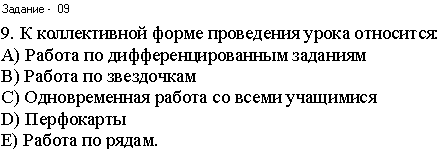 Задание - 09
9. К коллективной форме проведения урока относится:
A) Работа по дифференцированным заданиям
B) Работа по звездочкам
C) Одновременная работа со всеми учащимися
D) Перфокарты
E) Работа по рядам.